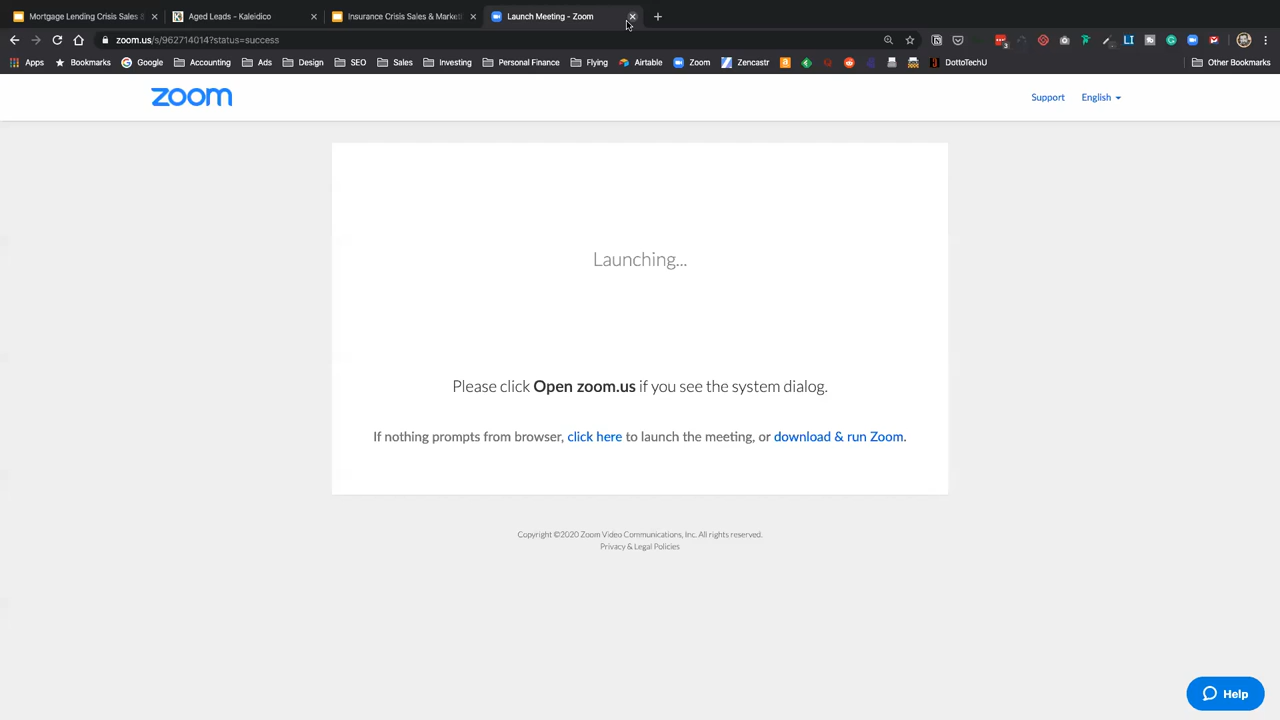 Mortgage Lending Crisis Sales &
Aged Leads - Kaleidico
Insurance Crisis Sales & Market
Launch Meeting - Zoom
zoom.us/s/962714014?status=success
Apps
Bookmarks
Google
Accounting
Ads
Design
SEO
Sales
Investing
Personal Finance
Flying
Airtable
Zoom
Zencastr
DottoTechU
Other Bookmarks
zoom
Support
English
Launching...
Please click Open zoom.us if you see the system dialog.
If nothing prompts from browser, click here to launch the meeting, or download & run Zoom.
Copyright ©2020 Zoom Video Communications, Inc. All rights reserved.
Privacy & Legal Policies
Help